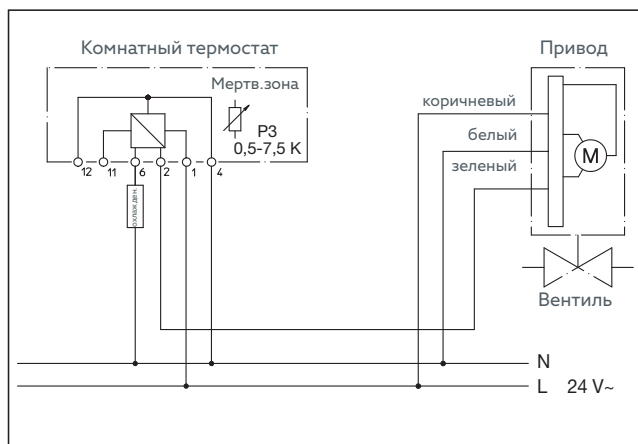 Комнатный термостат
Привод
Мертв.зона
P3
0,5-7,5 K
12 11 6 2 1 4
охлажден.
коричневый
белый
зеленый
M
Вентиль
N
L 24 V~